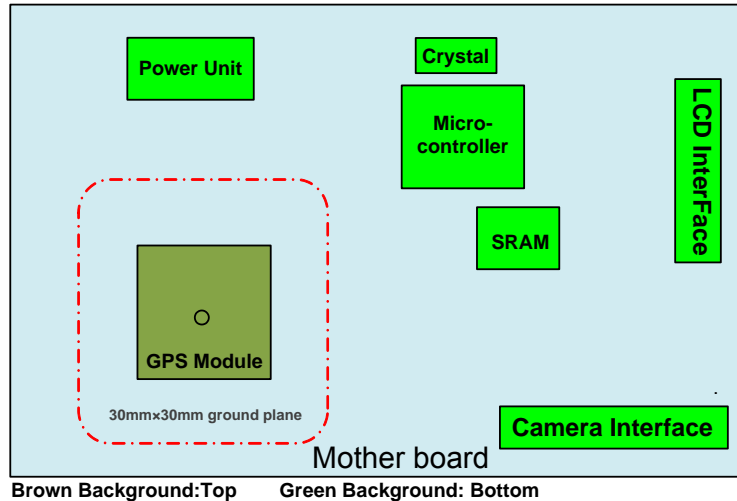 Power Unit
Crystal
Micro-
controller
LCD InterFace
SRAM
GPS Module
30mm×30mm ground plane
Camera Interface
Mother board
Brown Background:Top Green Background: Bottom